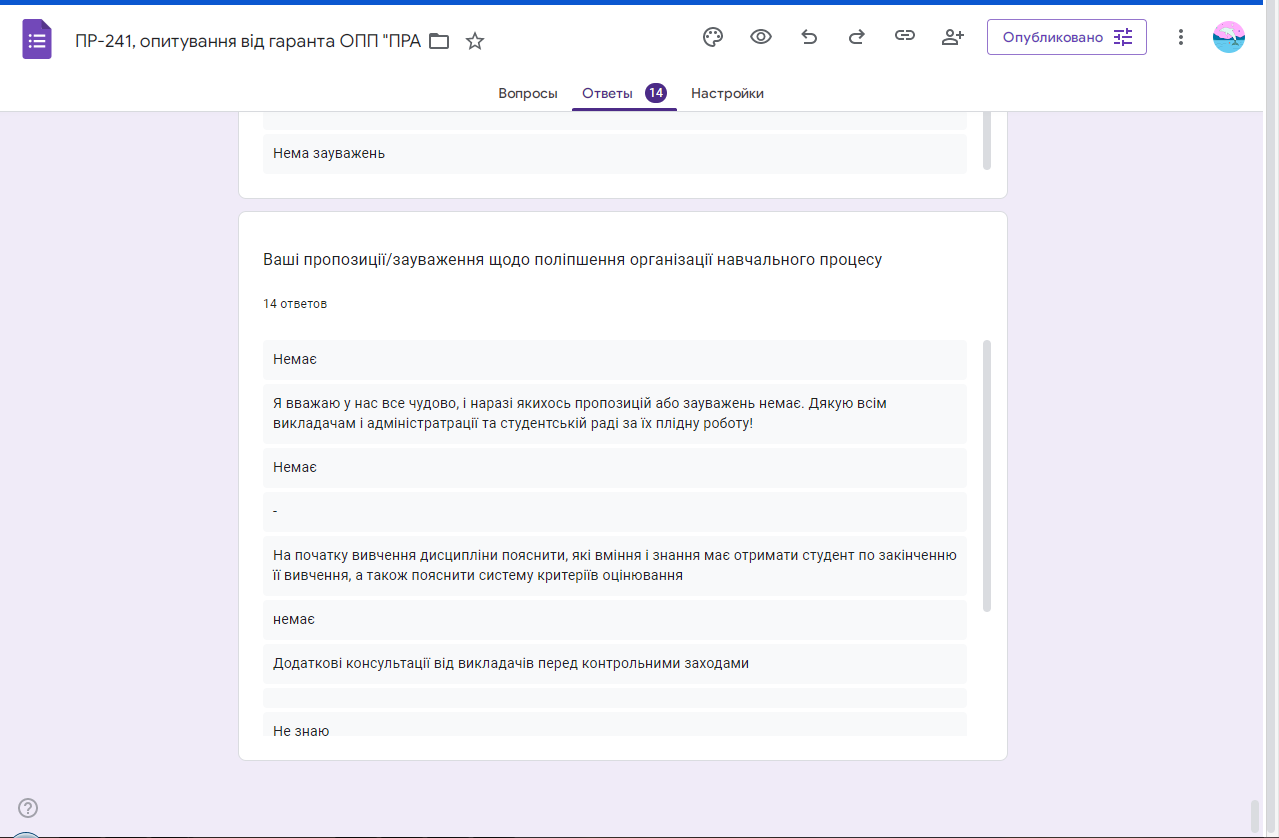 ПР-241, опитування від гаранта ОПП "ПРА
Опубликовано
Вопросы
Ответы 14
Настройки
Нема зауважень
Ваші пропозиції/зауваження щодо поліпшення організації навчального процесу
14 ответов
Немає
Я вважаю у нас все чудово, і наразі якихось пропозицій або зауважень немає. Дякую всім
викладачам і адміністратрації та студентській раді за їх плідну роботу!
Немає
-
На початку вивчення дисципліни пояснити, які вміння і знання має отримати студент по закінченню
її вивчення, а також пояснити систему критеріїв оцінювання
немає
Додаткові консультації від викладачів перед контрольними заходами
Не знаю